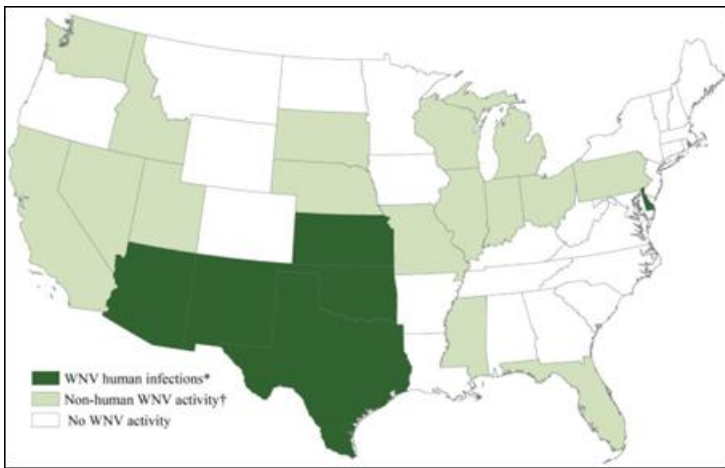 WNV human infections*
Non-human WNV activity†
No WNV activity